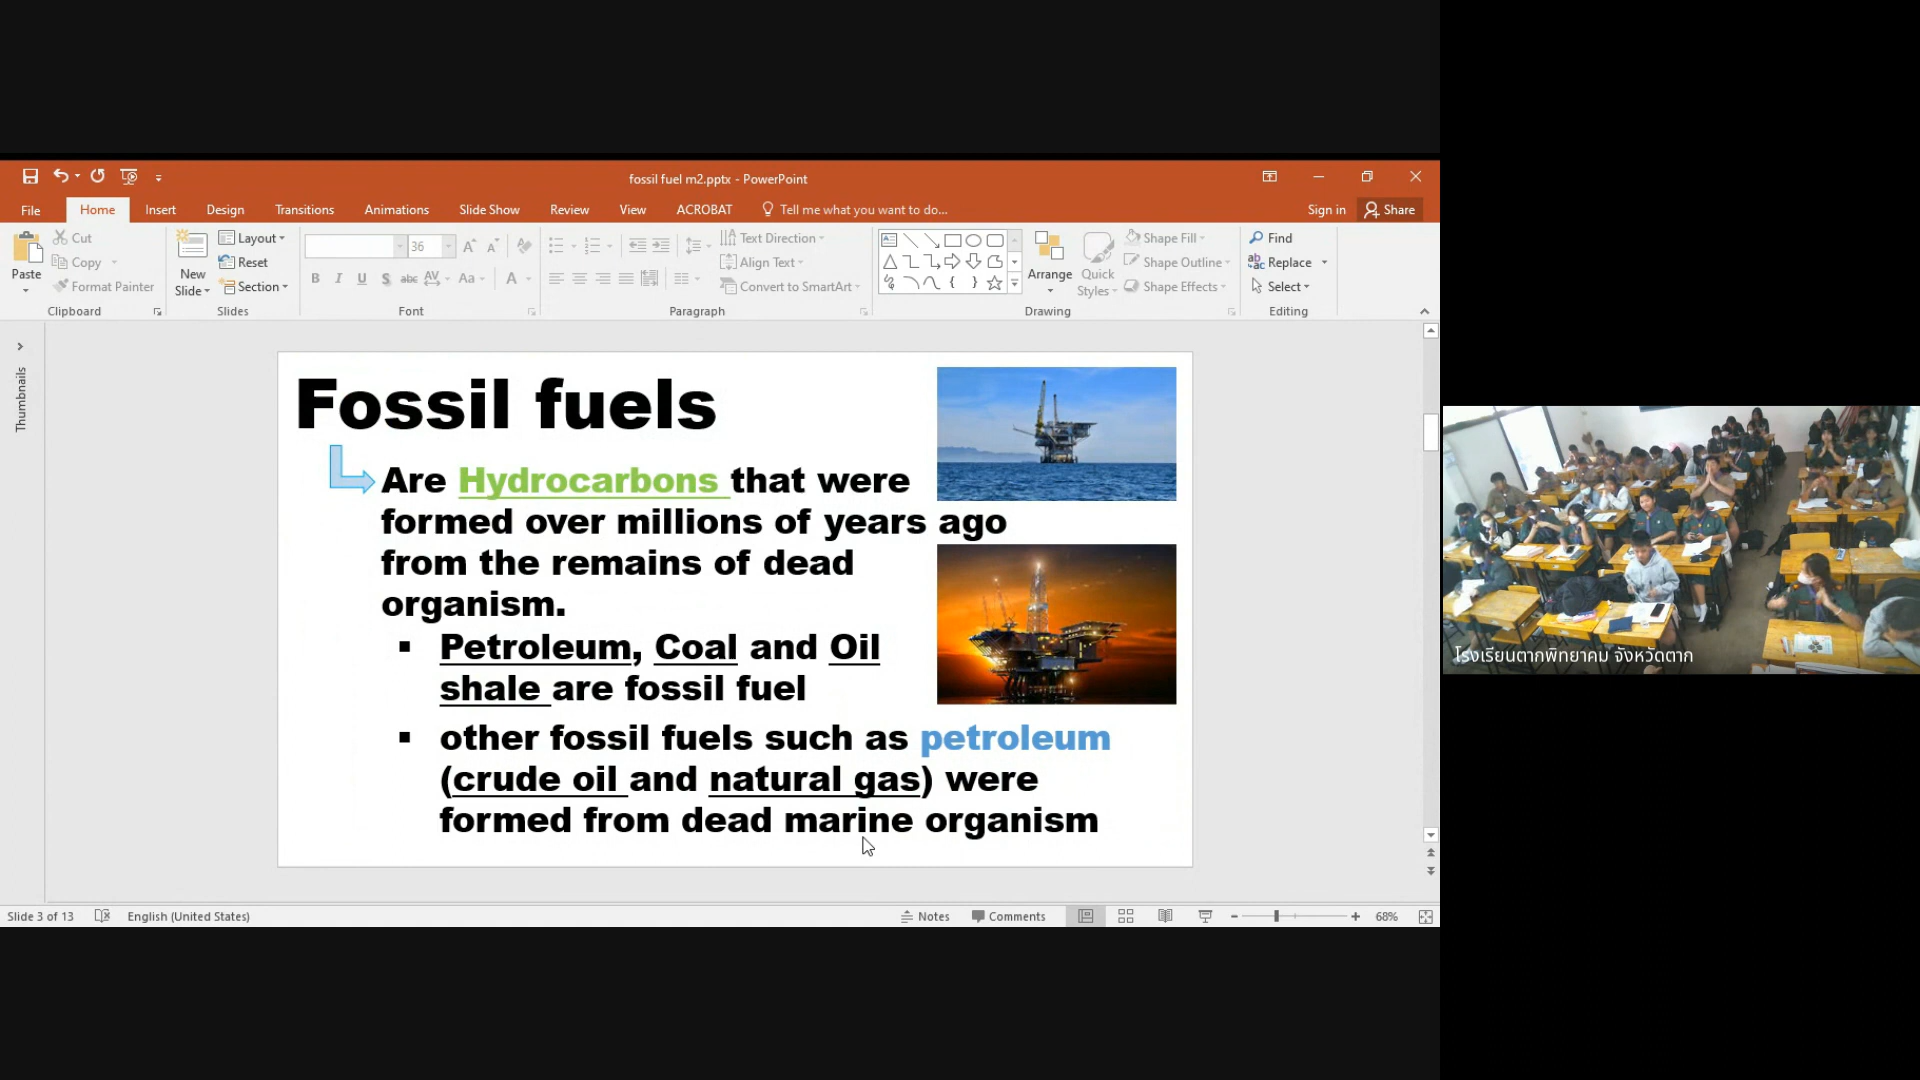 fossil fuel m2.pptx - PowerPoint
File Home Insert Design Transitions Animations Slide Show Review View ACROBAT Tell me what you want to do... Sign in Share
Paste
Cut
Copy
Format Painter
Clipboard
New
Slide
Layout
Reset
Section
Slides
36
B I U S abc AV Aa A
Font
Text Direction
Align Text
Convert to SmartArt
Paragraph
Arrange
Quick
Styles
Shape Fill
Shape Outline
Shape Effects
Drawing
Find
Replace
Select
Editing
Thumbnails
Fossil fuels
Are Hydrocarbons that were
formed over millions of years ago
from the remains of dead
organism.
▪ Petroleum, Coal and Oil
shale are fossil fuel
▪ other fossil fuels such as petroleum
(crude oil and natural gas) were
formed from dead marine organism
Slide 3 of 13 English (United States) Notes Comments 68%
โรงเรียนตากพิทยาคม จังหวัดตาก